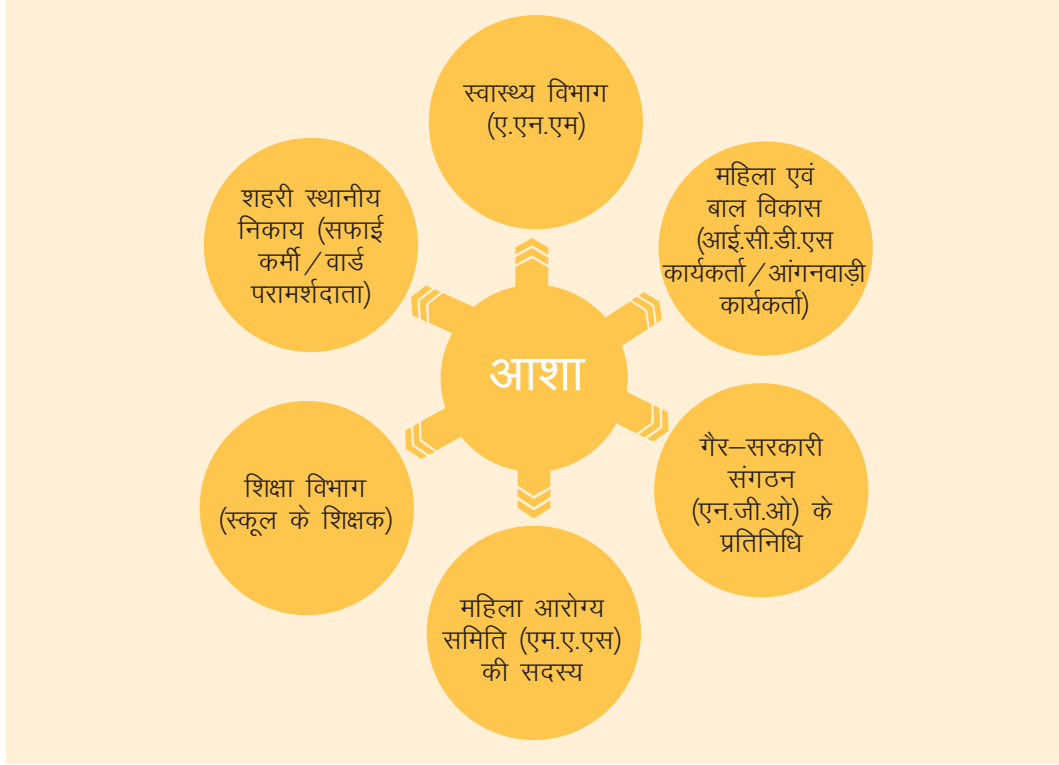 स्वास्थ्य विभाग
(ए.एन.एम)
महिला एवं
बाल विकास
(आई.सी.डी.एस
कार्यकर्ता/आंगनवाड़ी
कार्यकर्ता)
गैर–सरकारी
संगठन
(एन.जी.ओ) के
प्रतिनिधि
महिला आरोग्य
समिति (एम.ए.एस)
की सदस्य
शिक्षा विभाग
(स्कूल के शिक्षक)
शहरी स्थानीय
निकाय (सफाई
कर्मी/वार्ड
परामर्शदाता)
आशा